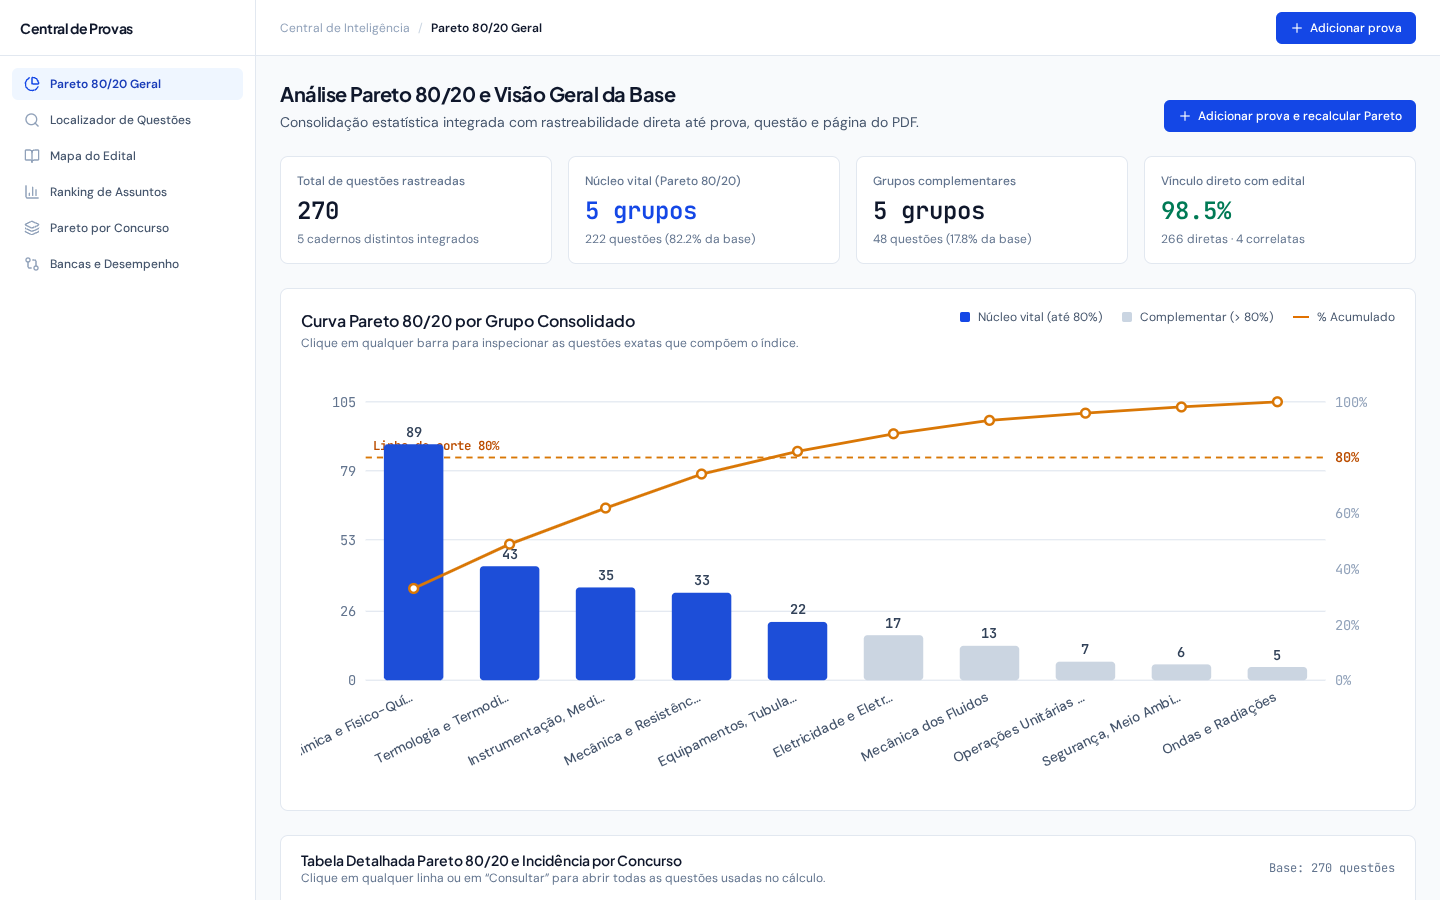 Central de Provas
Central de Inteligência / Pareto 80/20 Geral
Adicionar prova
Pareto 80/20 Geral
Localizador de Questões
Mapa do Edital
Ranking de Assuntos
Pareto por Concurso
Bancas e Desempenho
Análise Pareto 80/20 e Visão Geral da Base
Consolidação estatística integrada com rastreabilidade direta até prova, questão e página do PDF.
Adicionar prova e recalcular Pareto
Total de questões rastreadas
270
5 cadernos distintos integrados
Núcleo vital (Pareto 80/20)
5 grupos
222 questões (82.2% da base)
Grupos complementares
5 grupos
48 questões (17.8% da base)
Vínculo direto com edital
98.5%
266 diretas · 4 correlatas
Curva Pareto 80/20 por Grupo Consolidado
Clique em qualquer barra para inspecionar as questões exatas que compõem o índice.
Núcleo vital (até 80%)
Complementar (> 80%)
% Acumulado
105
79
53
26
0
100%
80%
60%
40%
20%
0%
corte 80%
89
43
35
33
22
17
13
7
6
5
e Físico-Quí...
Termologia e Termodi...
Instrumentação, Medi...
Mecânica e Resistênc...
Equipamentos, Tubula...
Eletricidade e Eletr...
Mecânica dos Fluidos
Operações Unitárias ...
Segurança, Meio Ambi...
Ondas e Radiações
Tabela Detalhada Pareto 80/20 e Incidência por Concurso
Clique em qualquer linha ou em “Consultar” para abrir todas as questões usadas no cálculo.
Base: 270 questões